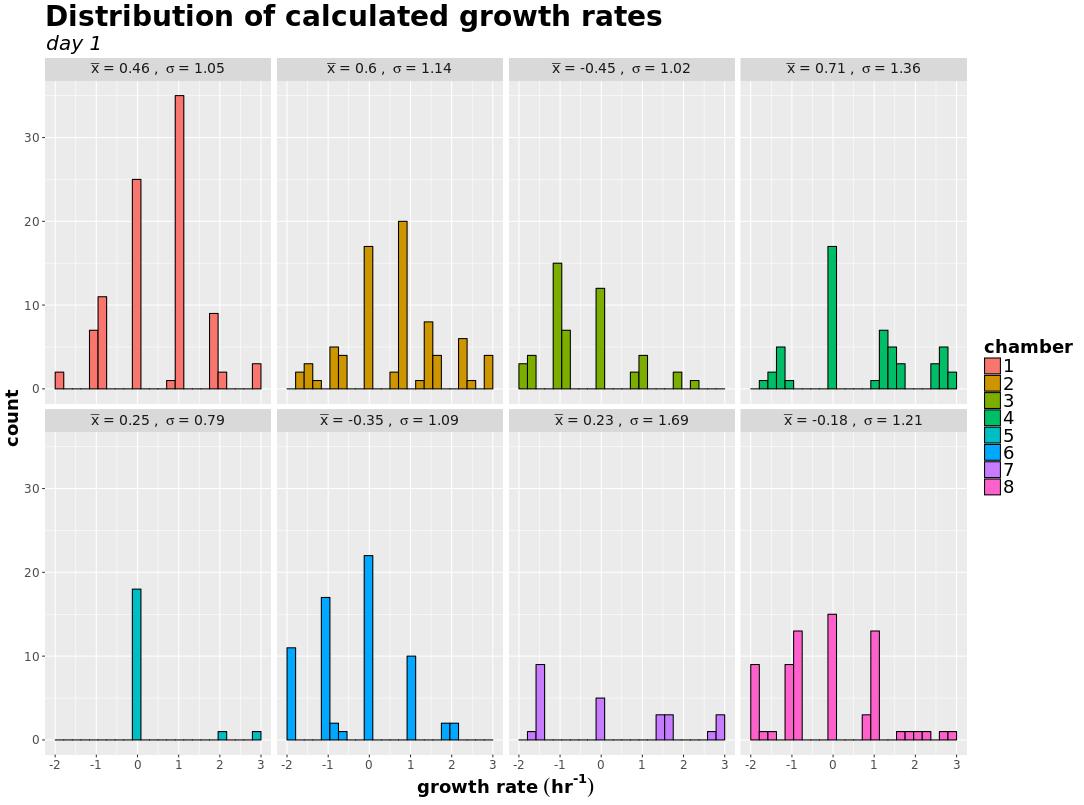 Distribution of calculated growth rates
day 1
x̅ = 0.46 , σ = 1.05
x̅ = 0.6 , σ = 1.14
x̅ = -0.45 , σ = 1.02
x̅ = 0.71 , σ = 1.36
30
20
10
0
x̅ = 0.25 , σ = 0.79
x̅ = -0.35 , σ = 1.09
x̅ = 0.23 , σ = 1.69
x̅ = -0.18 , σ = 1.21
30
20
10
0
-2 -1 0 1 2 3
-2 -1 0 1 2 3
-2 -1 0 1 2 3
-2 -1 0 1 2 3
count
growth rate (hr⁻¹)
chamber
1
2
3
4
5
6
7
8